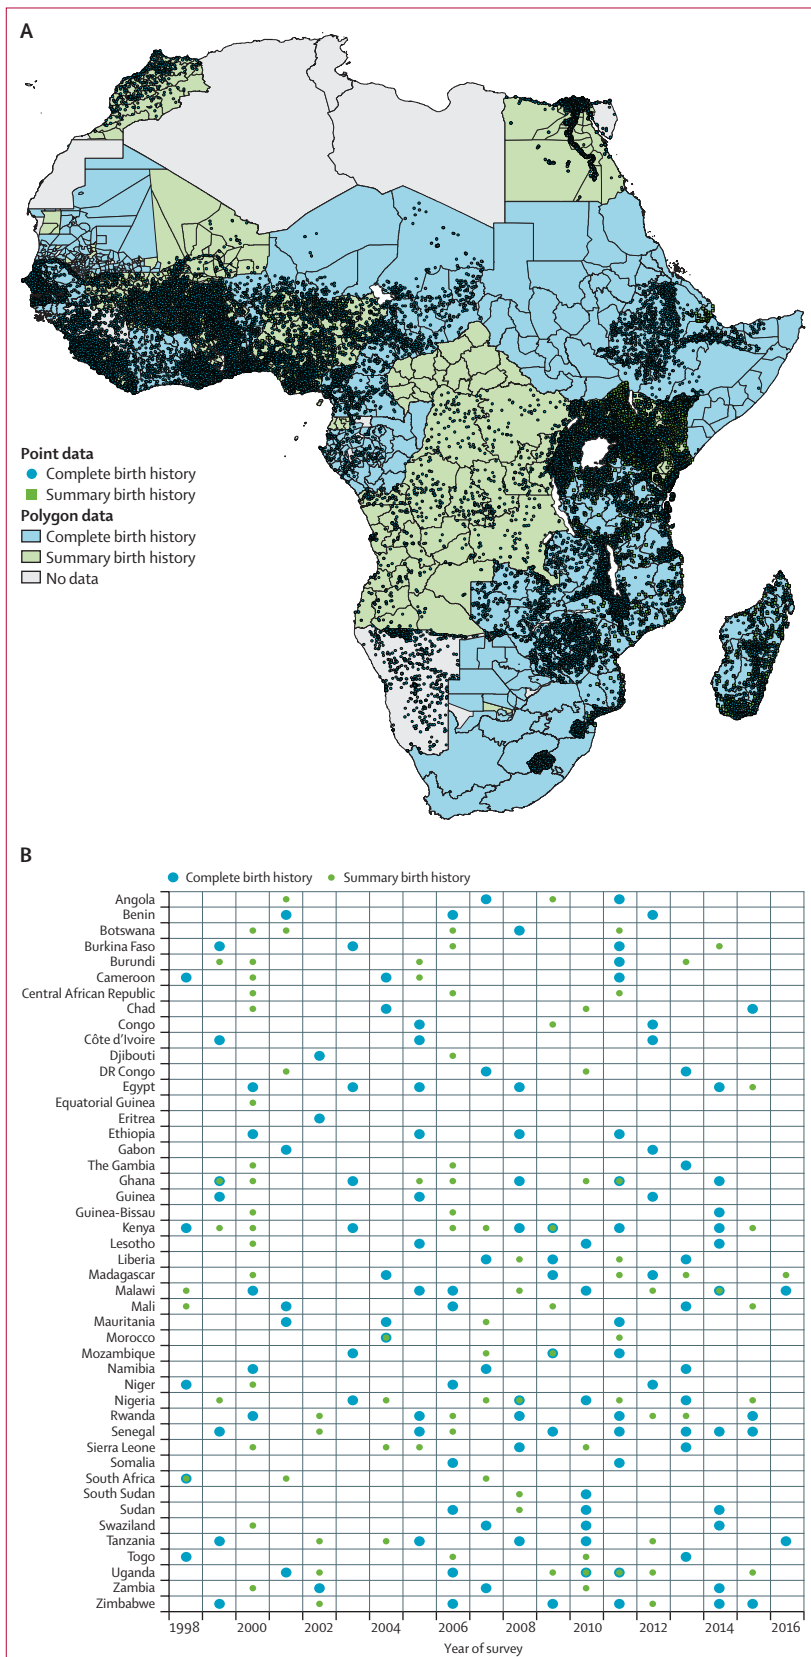 A
Point data
Complete birth history
Summary birth history
Polygon data
Complete birth history
Summary birth history
No data
B
Complete birth history
Summary birth history
Angola
Benin
Botswana
Burkina Faso
Burundi
Cameroon
Central African Republic
Chad
Congo
Côte d'Ivoire
Djibouti
DR Congo
Egypt
Equatorial Guinea
Eritrea
Ethiopia
Gabon
The Gambia
Ghana
Guinea
Guinea-Bissau
Kenya
Lesotho
Liberia
Madagascar
Malawi
Mali
Mauritania
Morocco
Mozambique
Namibia
Niger
Nigeria
Rwanda
Senegal
Sierra Leone
Somalia
South Africa
South Sudan
Sudan
Swaziland
Tanzania
Togo
Uganda
Zambia
Zimbabwe
1998 2000 2002 2004 2006 2008 2010 2012 2014 2016
Year of survey